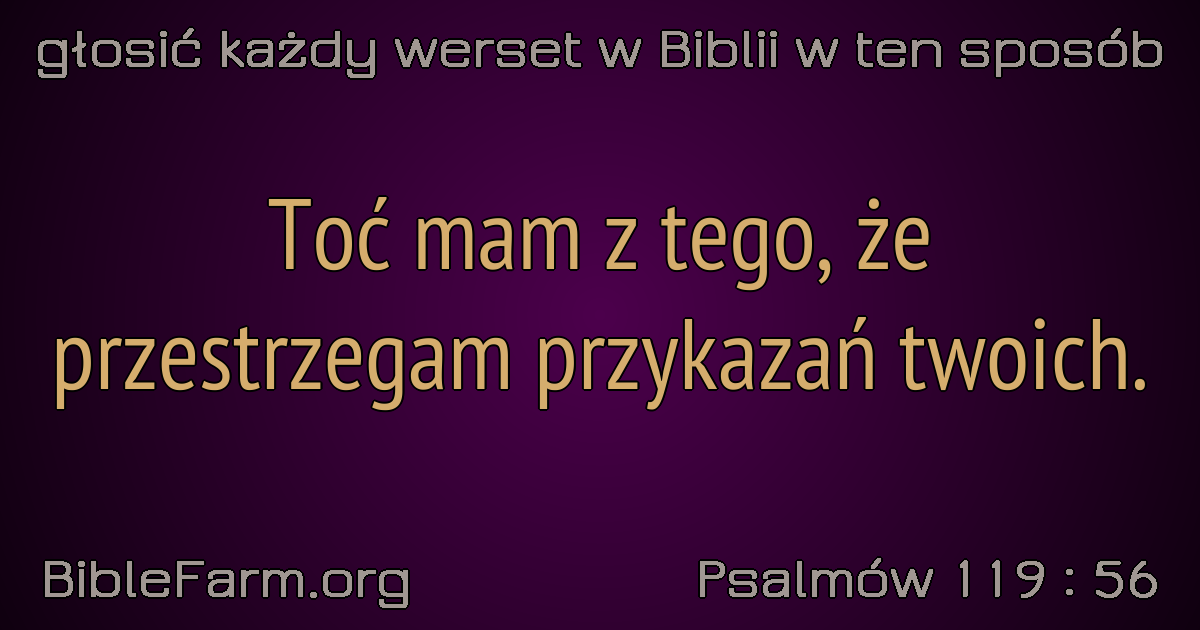 głosić każdy werset w Biblii w ten sposób
Toć mam z tego, że
przestrzegam przykazań twoich.
BibleFarm.org
Psalmów 119 : 56